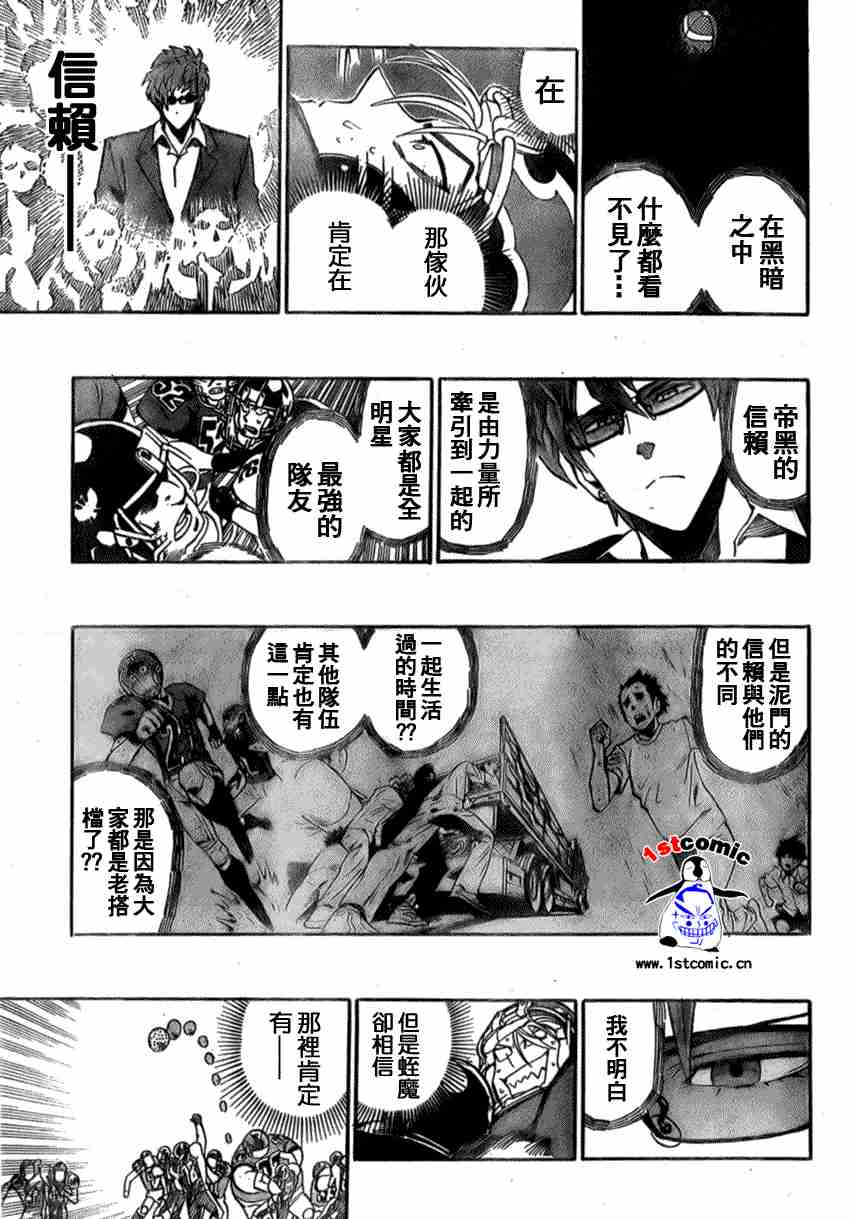 在黑暗
之中
什麼都看
不見了…
在
那傢伙
肯定在
信賴——
帝黑的
信賴
是由力量所
牽引到一起的
大家都是全
明星
最強的
隊友
但是泥門的
信賴與他們
的不同
一起生活
過的時間??
其他隊伍
肯定也有
這一點
那是因為大
家都是老搭
檔了??
1stcomic
www.1stcomic.cn
我不明白
但是蛭魔
卻相信
那裡肯定
有——